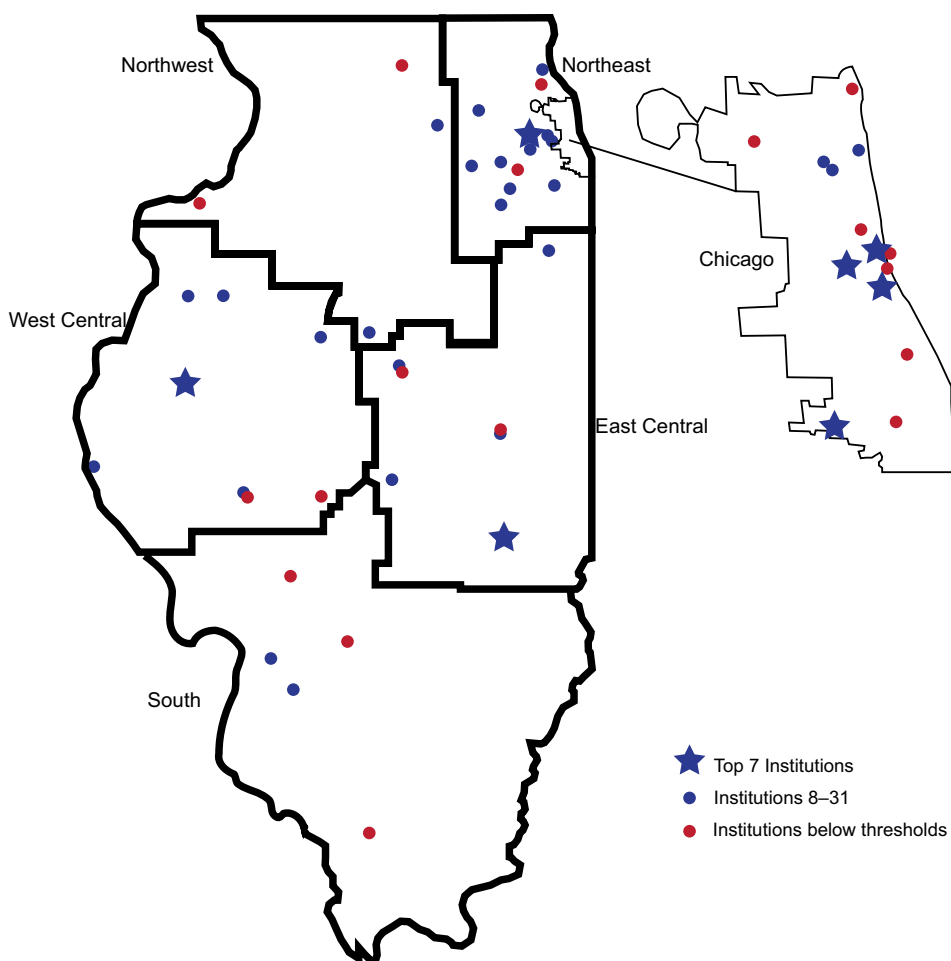 Northwest
Northeast
Chicago
West Central
East Central
South
Top 7 Institutions
Institutions 8–31
Institutions below thresholds